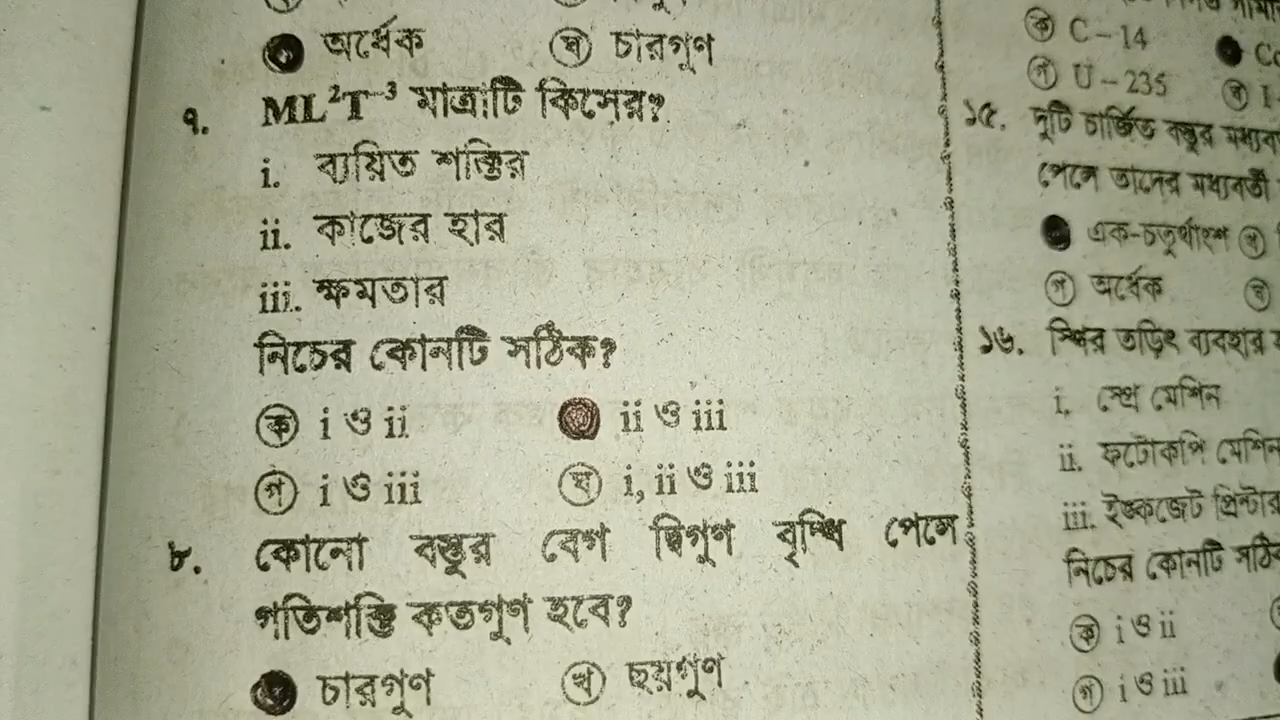 অর্ধেক ঘ চারগুণ
৭. ML²T⁻³ মাত্রাটি কিসের?
i. ব্যয়িত শক্তির
ii. কাজের হার
iii. ক্ষমতার
নিচের কোনটি সঠিক?
ক i ও ii ii ও iii
গ i ও iii ঘ i, ii ও iii
৮. কোনো বস্তুর বেগ দ্বিগুণ বৃদ্ধি পেলে
গতিশক্তি কতগুণ হবে?
চারগুণ খ ছয়গুণ
ক C-14
গ U-235 ঘ
১৫. দুটি চার্জিত বস্তুর
পেলে তাদের মধ্যবর্তী
এক-চতুর্থাংশ খ
গ অর্ধেক ঘ
১৬. স্থির তড়িৎ ব্যবহার
i. স্প্রে মেশিন
ii. ফটোকপি মেশিন
iii. ইঙ্কজেট প্রিন্টার
নিচের কোনটি সঠিক
ক i ও ii
গ i ও iii